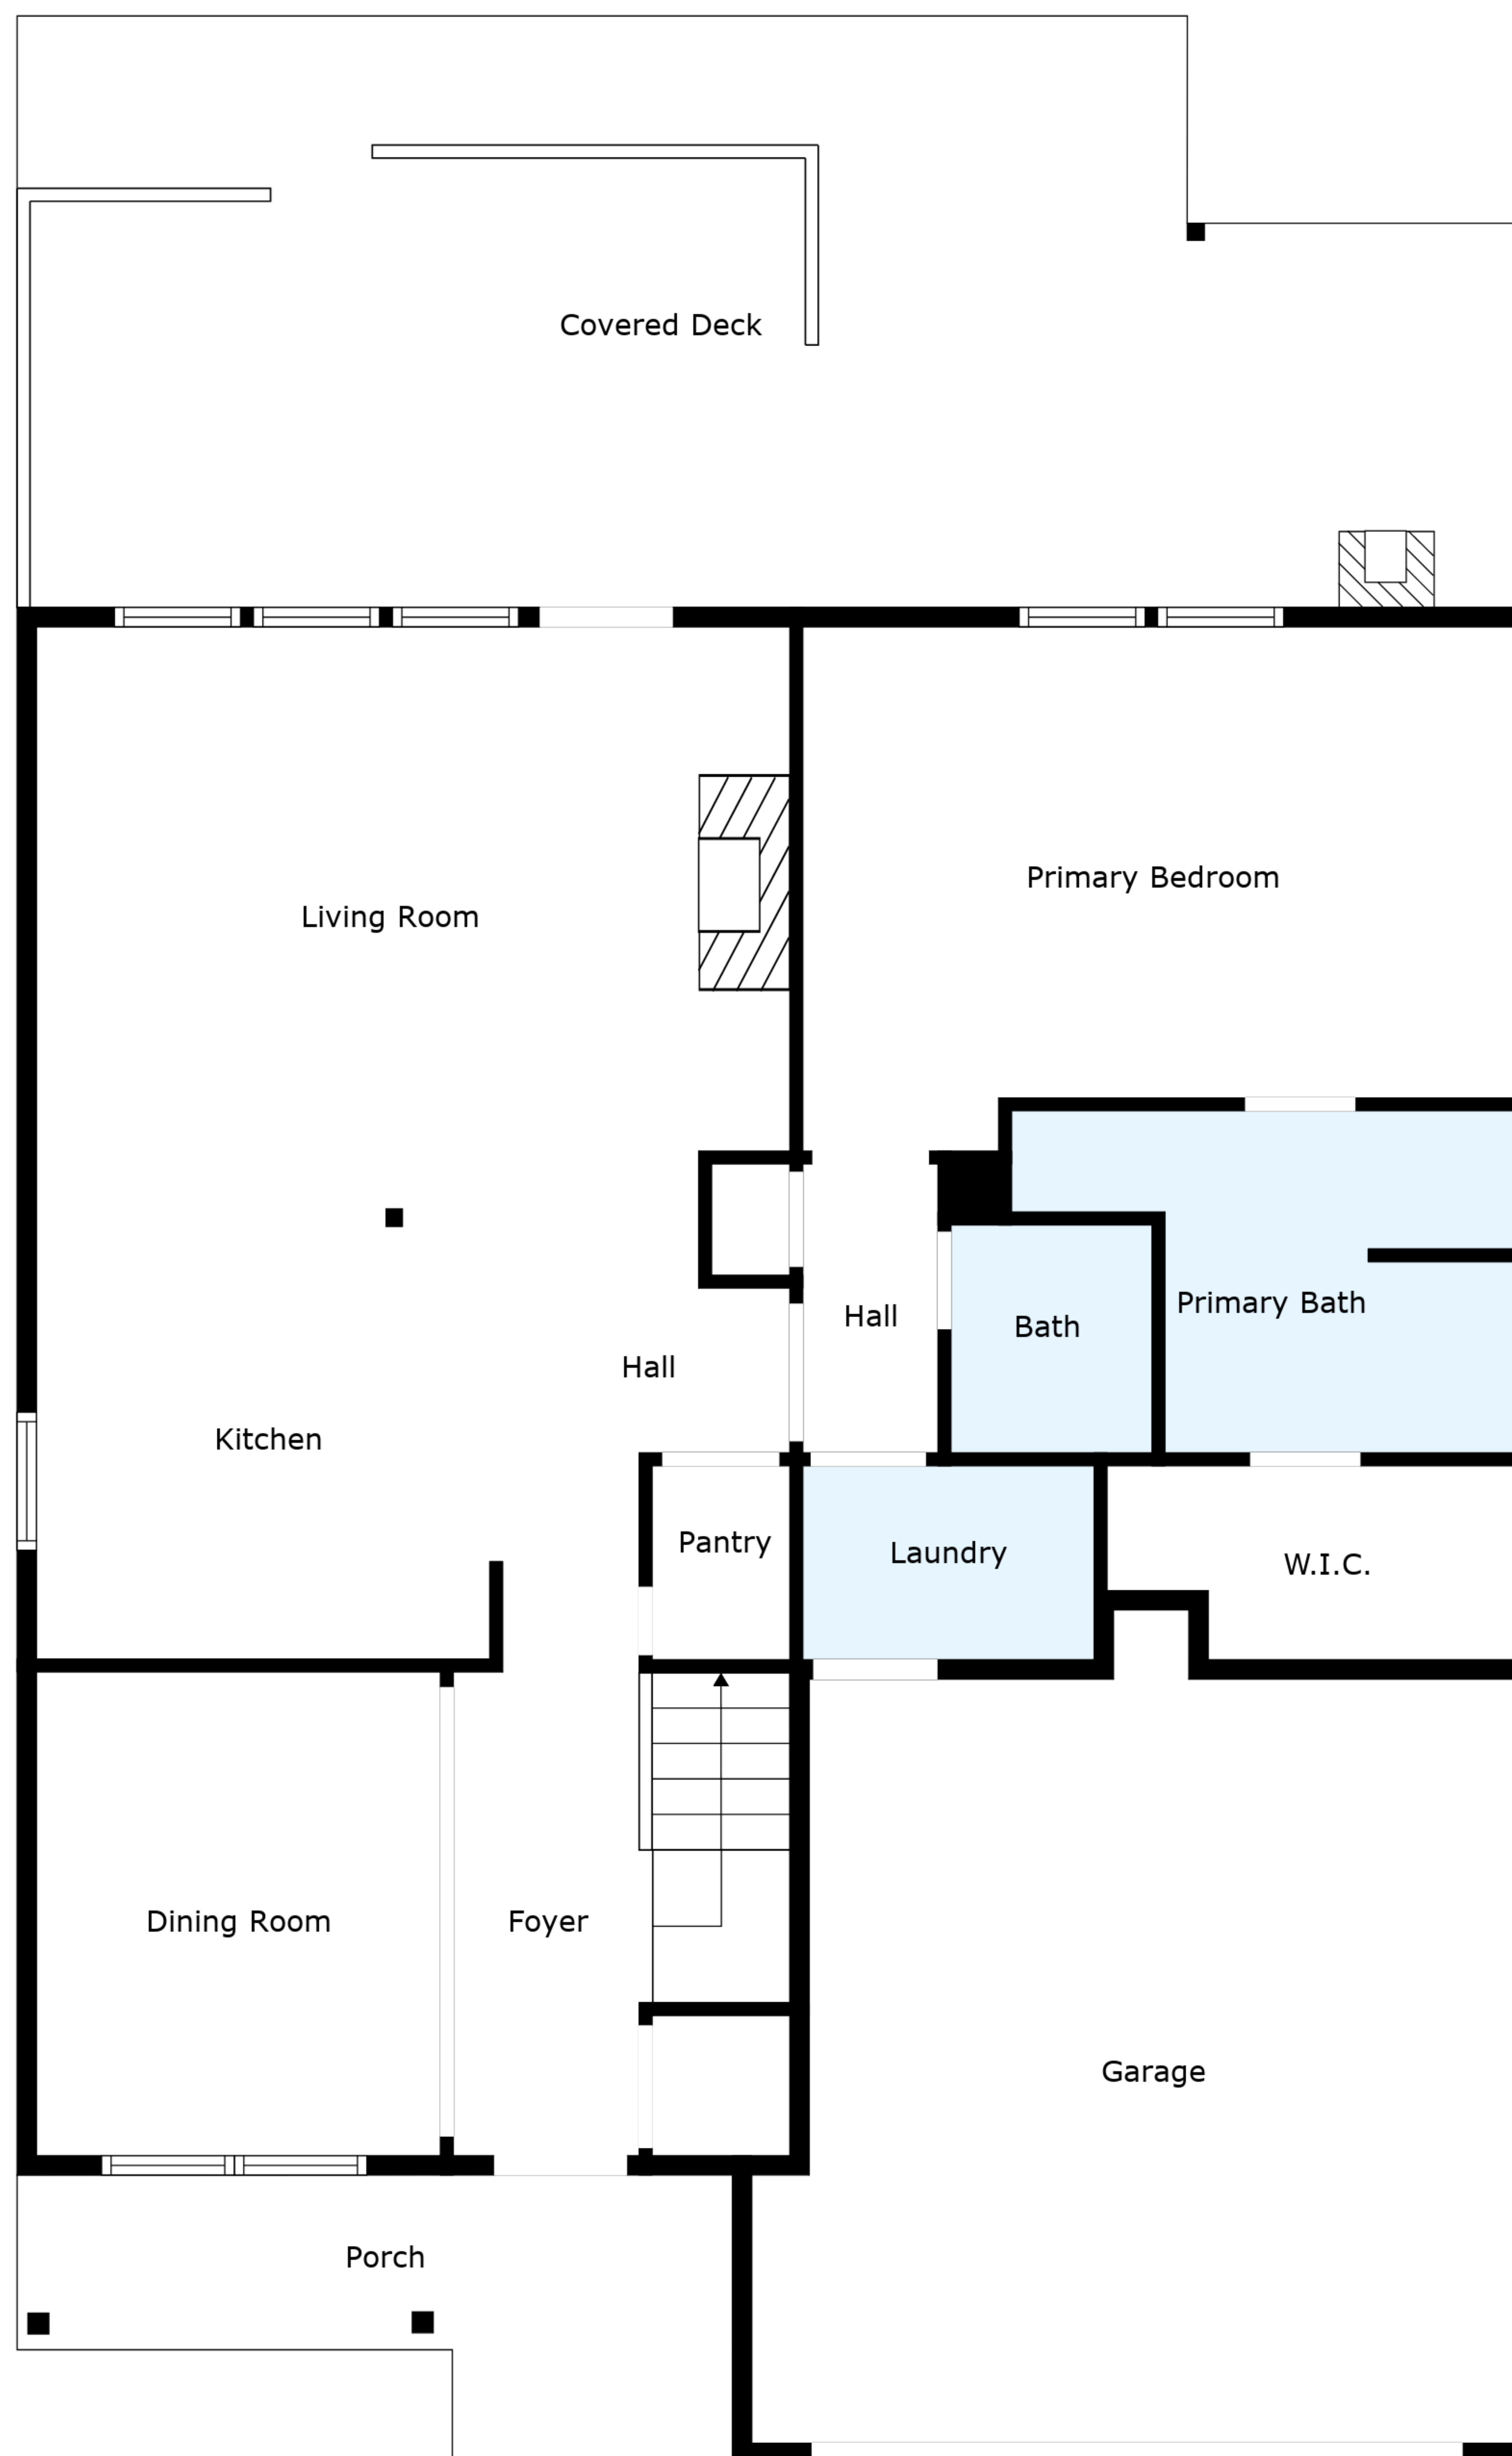 Covered Deck
Primary Bedroom
Living Room
Primary Bath
Hall
Bath
Hall
Kitchen
Pantry
Laundry
W.I.C.
Dining Room
Foyer
Garage
Porch